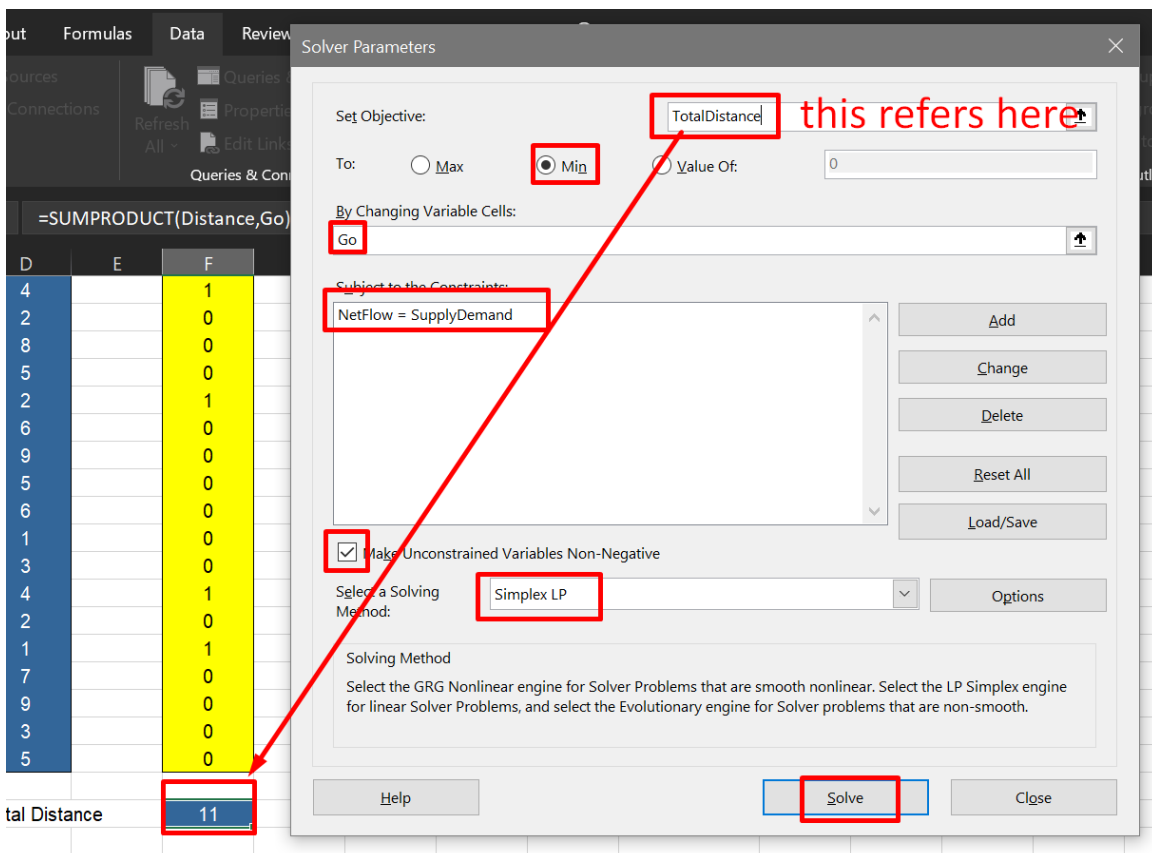 out Formulas Data Review
Solver Parameters
ources
Connections
Refresh
All
Queries &
Properties
Edit Links
Queries & Conn
Set Objective:
TotalDistance
this refers here
To:
Max
Min
Value Of:
0
=SUMPRODUCT(Distance,Go)
By Changing Variable Cells:
Go
D E F
Subject to the Constraints:
NetFlow = SupplyDemand
4 1
2 0
8 0
5 0
2 1
6 0
9 0
5 0
6 0
1 0
3 0
4 1
2 0
1 1
7 0
9 0
3 0
5 0
tal Distance 11
Add
Change
Delete
Reset All
Load/Save
Make Unconstrained Variables Non-Negative
Select a Solving
Method:
Simplex LP
Options
Solving Method
Select the GRG Nonlinear engine for Solver Problems that are smooth nonlinear. Select the LP Simplex engine
for linear Solver Problems, and select the Evolutionary engine for Solver problems that are non-smooth.
Help
Solve
Close